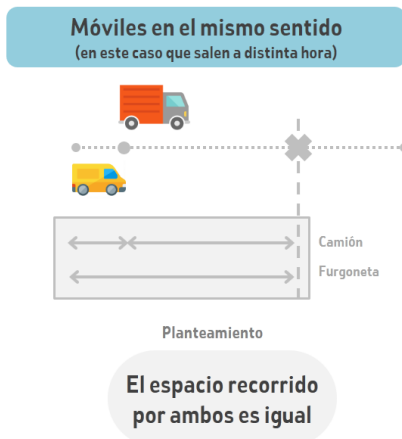 Móviles en el mismo sentido
(en este caso que salen a distinta hora)
Camión
Furgoneta
Planteamiento
El espacio recorrido
por ambos es igual